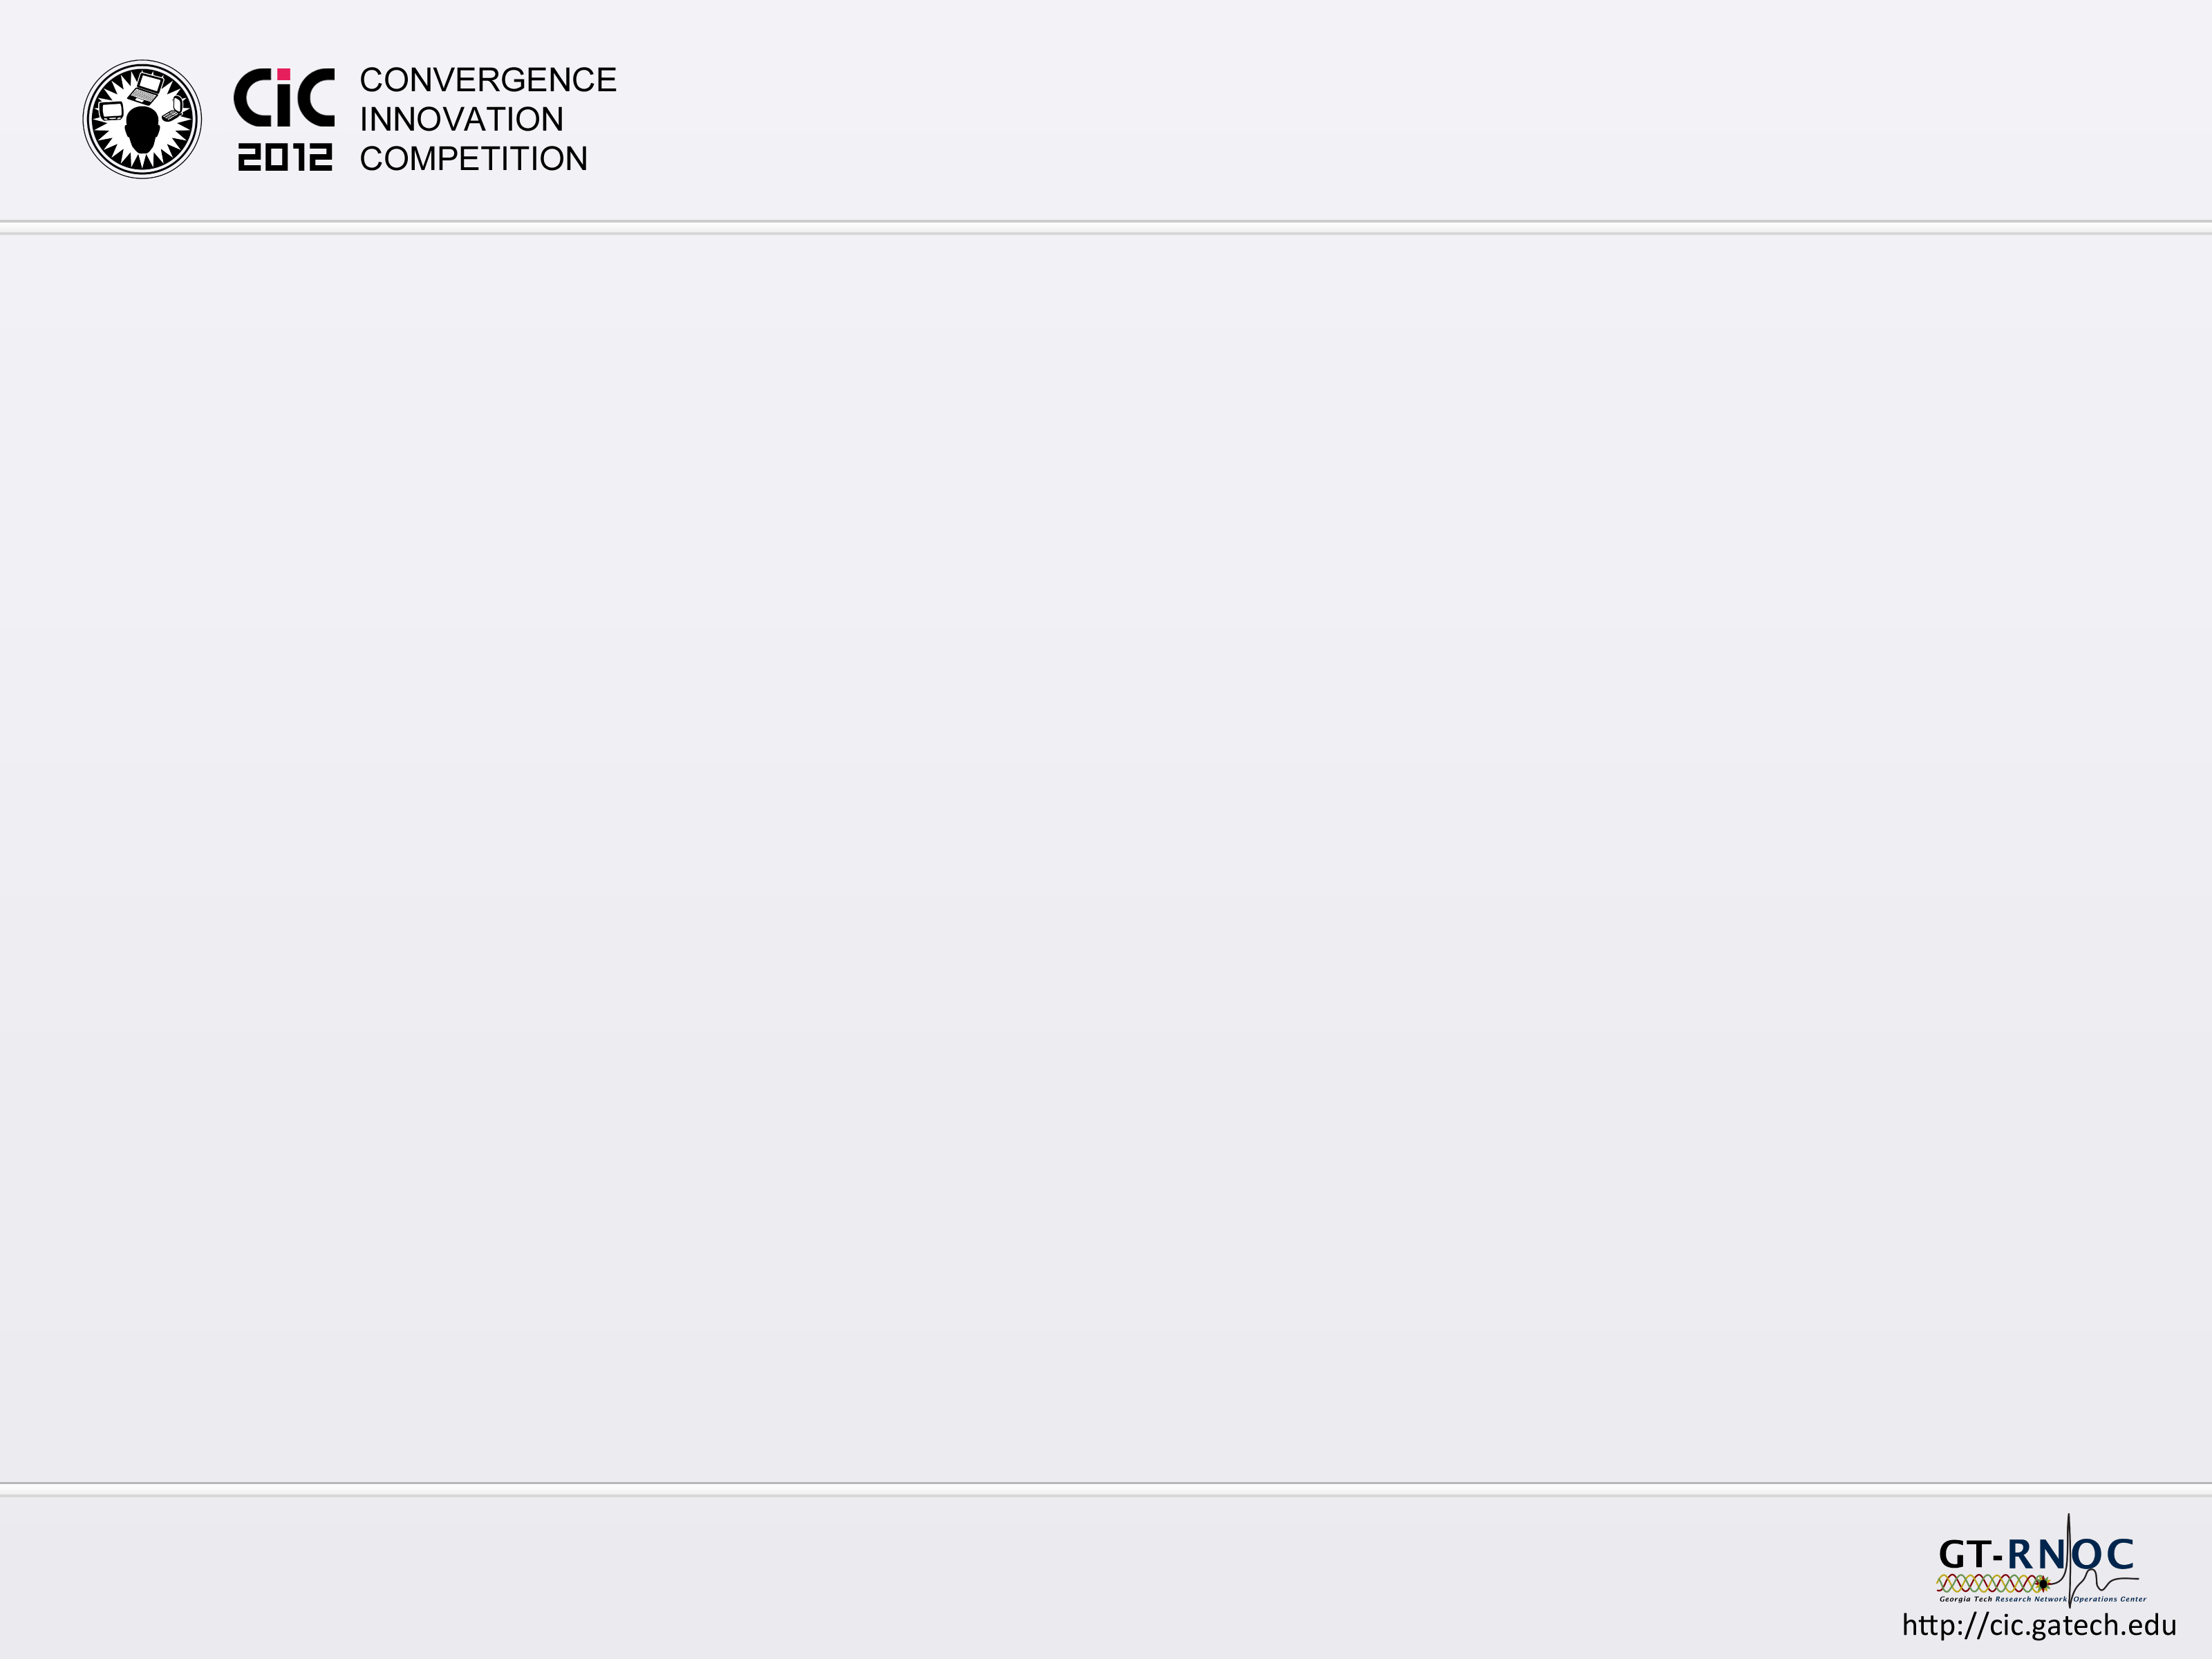 CiC
2012
CONVERGENCE
INNOVATION
COMPETITION
GT-RNOC
Georgia Tech Research Network Operations Center
http://cic.gatech.edu